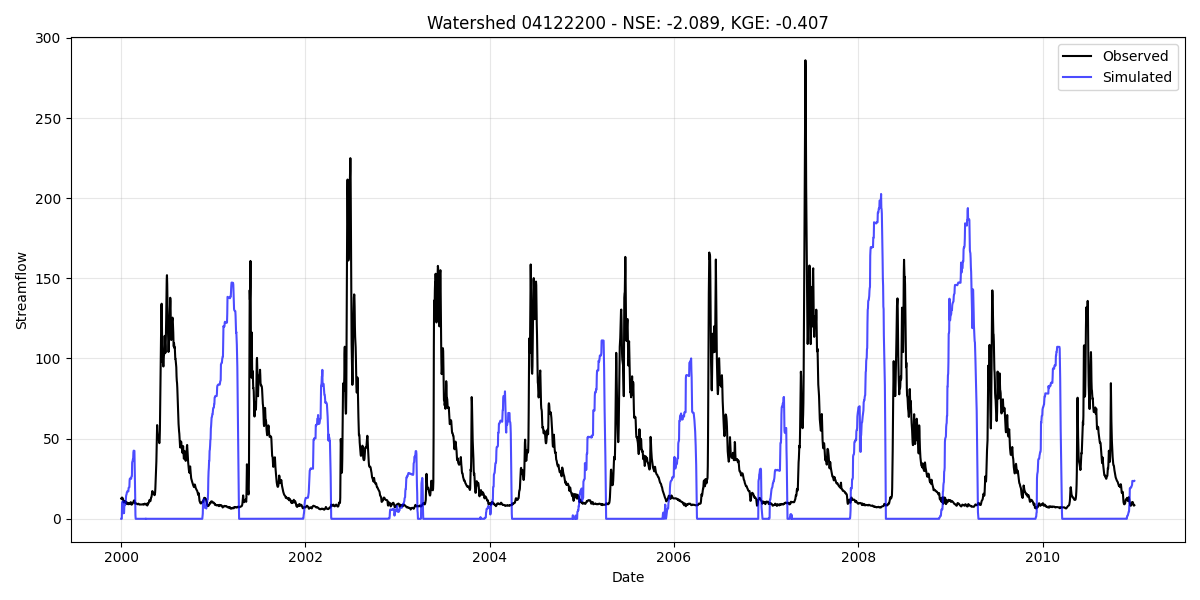 Watershed 04122200 - NSE: -2.089, KGE: -0.407
300
250
200
150
100
50
0
Streamflow
Observed
Simulated
2000 2002 2004 2006 2008 2010
Date